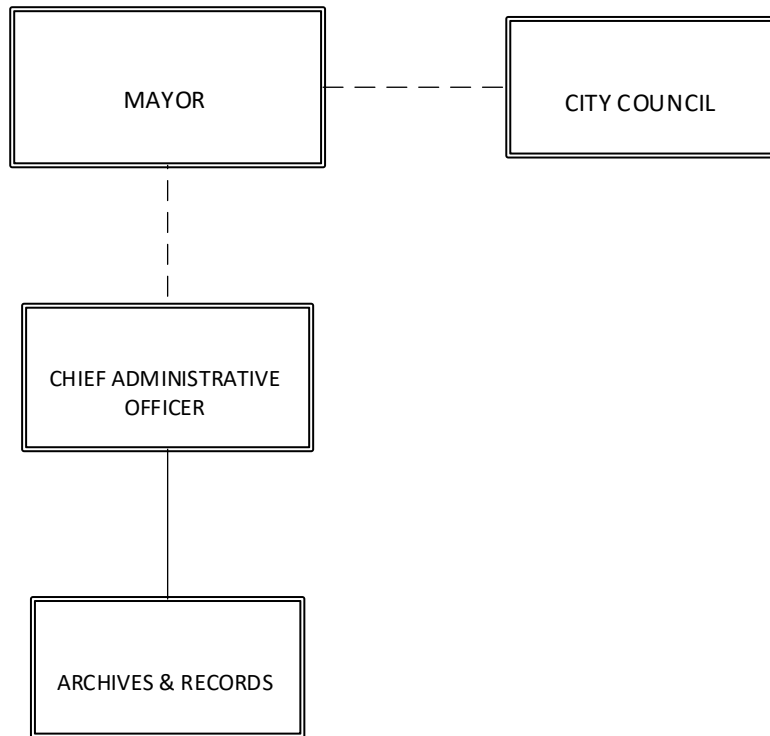 MAYOR
CITY COUNCIL
CHIEF ADMINISTRATIVE
OFFICER
ARCHIVES & RECORDS